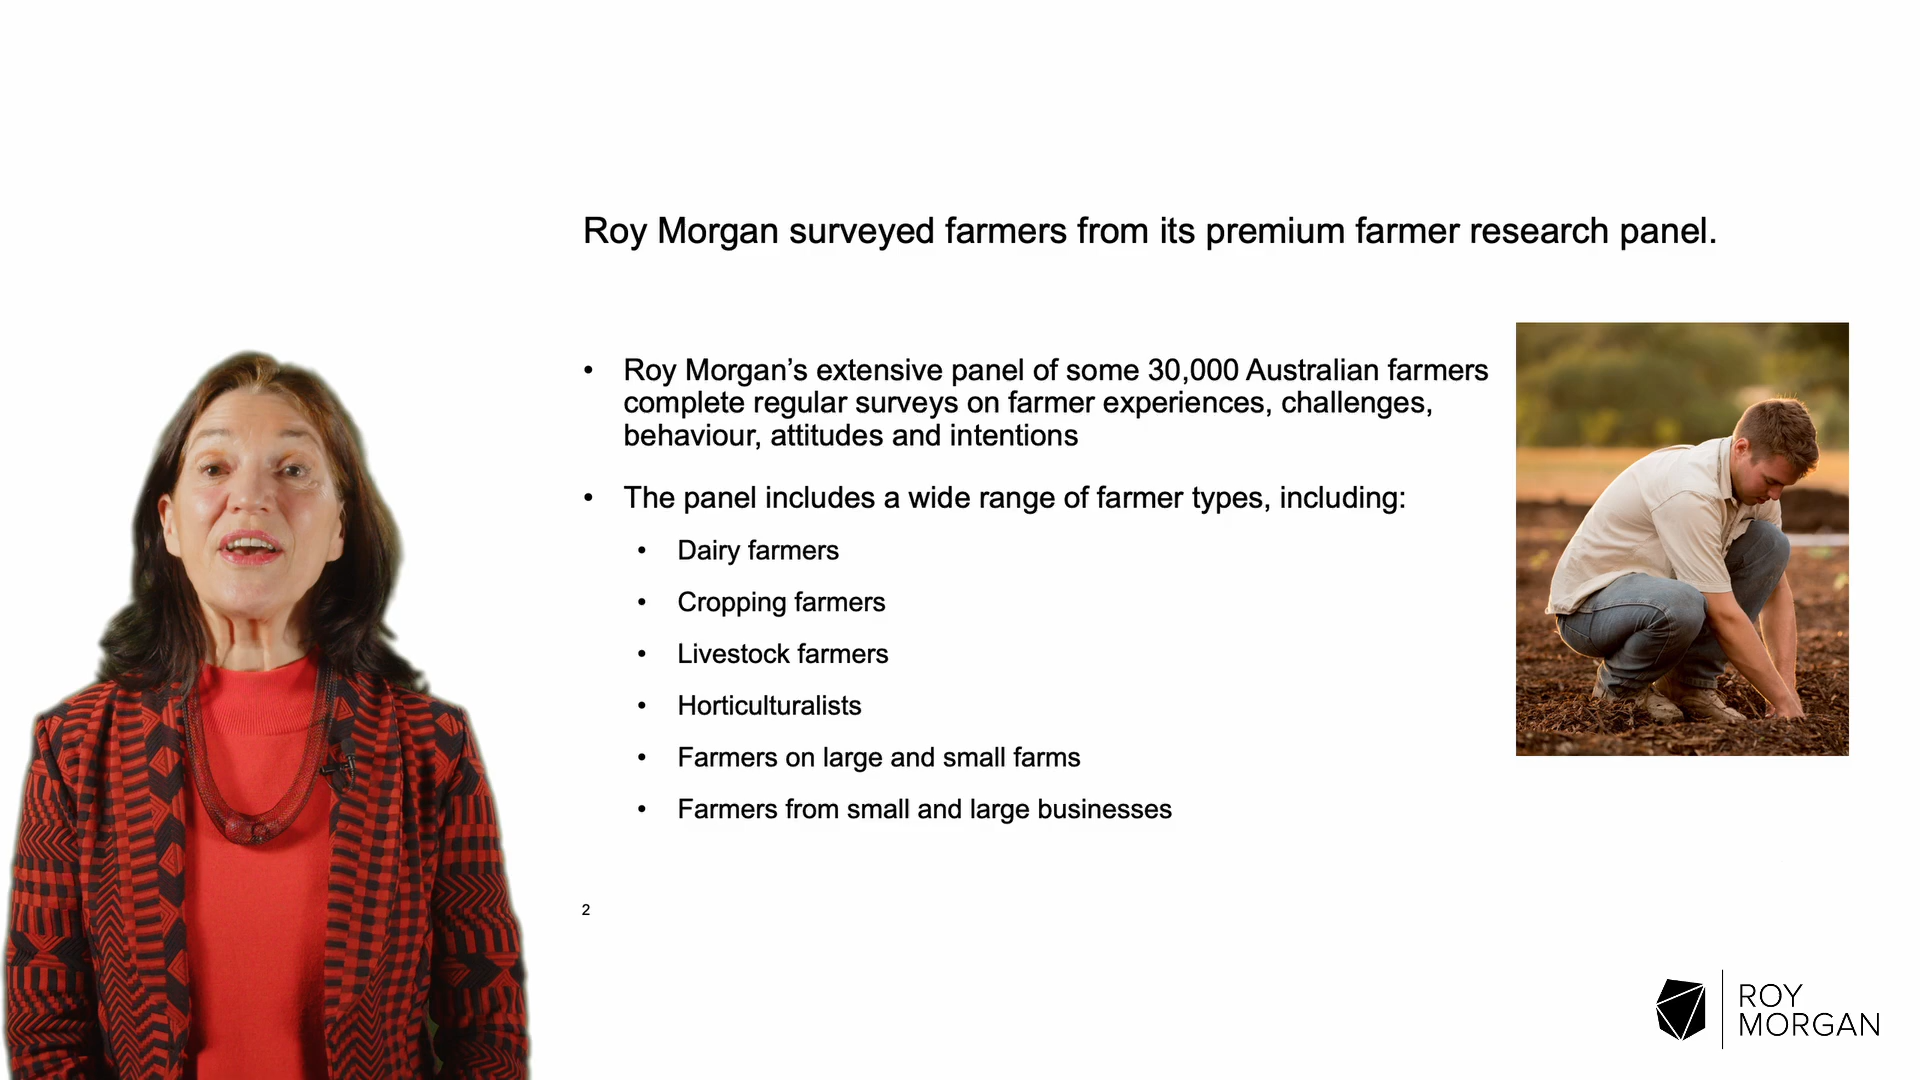 Roy Morgan surveyed farmers from its premium farmer research panel.
• Roy Morgan’s extensive panel of some 30,000 Australian farmers
complete regular surveys on farmer experiences, challenges,
behaviour, attitudes and intentions
• The panel includes a wide range of farmer types, including:
• Dairy farmers
• Cropping farmers
• Livestock farmers
• Horticulturalists
• Farmers on large and small farms
• Farmers from small and large businesses
2
ROY
MORGAN